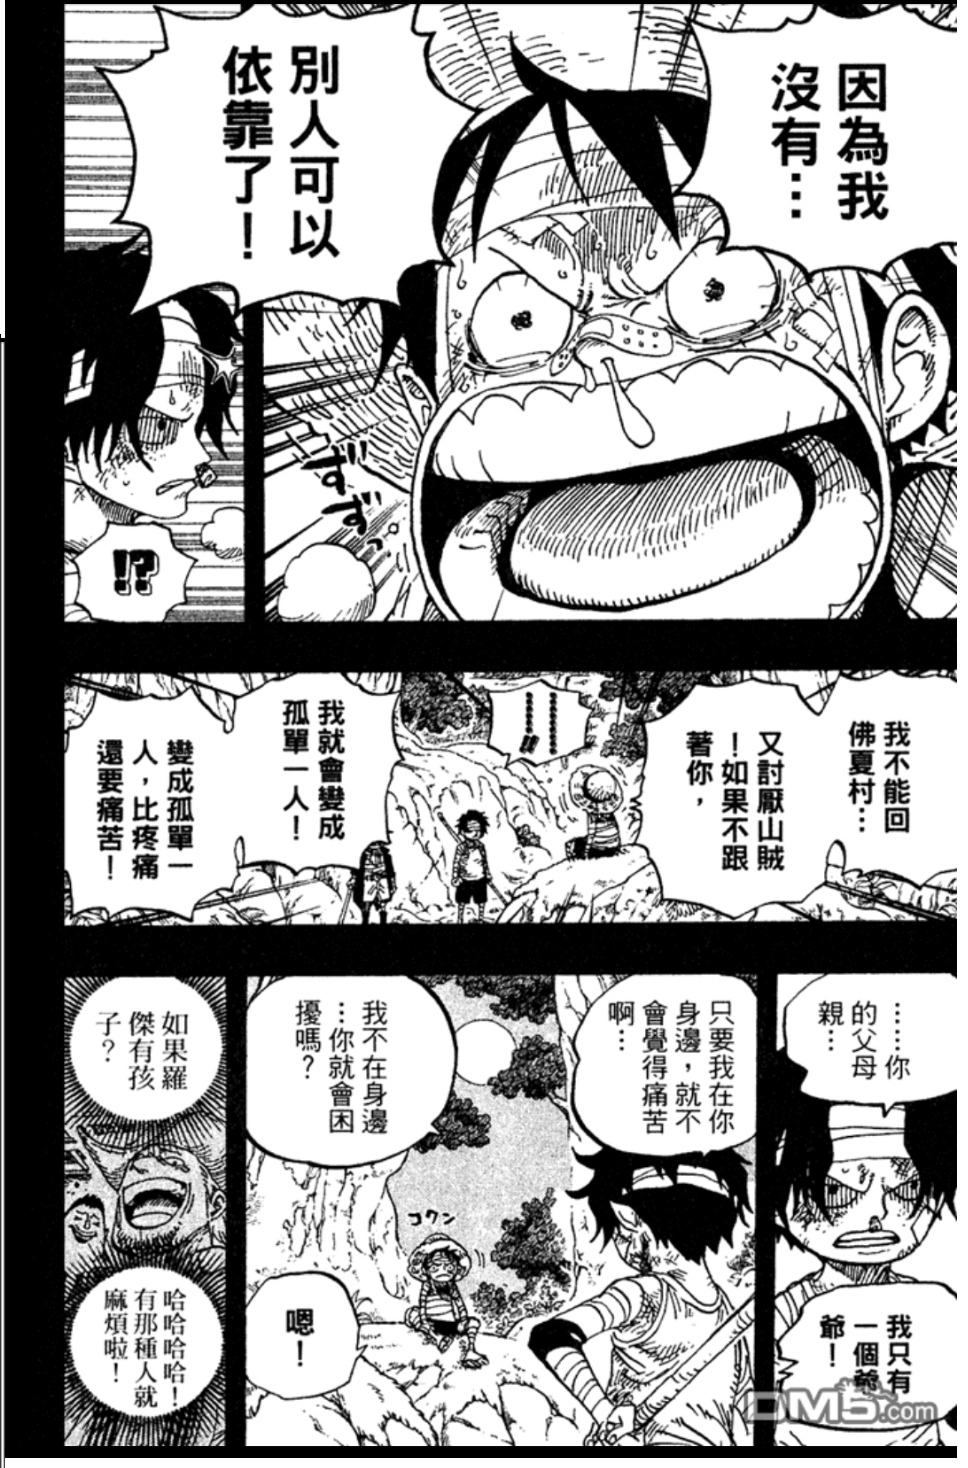 因為我
沒有…
別人可以
依靠了！
!?
ずずっ
我不能回
佛夏村…
又討厭山賊
！如果不跟
著你，
…………!!
我就會變成
孤單一人！
變成孤單一
人，比疼痛
還要痛苦！
……你
的父母
親…
我只有
一個爺
爺！
只要我在你
身邊，就不
會覺得痛苦
啊…
我不在身邊
…你就會困
擾嗎？
コクン
嗯！
如果羅
傑有孩
子？
哈哈哈哈！
有那種人就
麻煩啦！
DM5.com